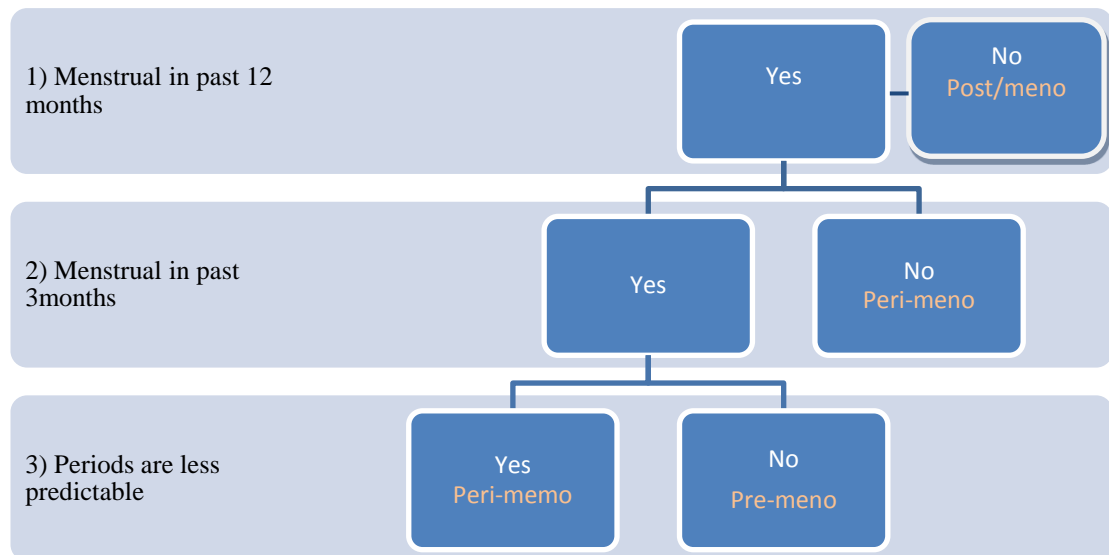 1) Menstrual in past 12
months
Yes
No
Post/meno
2) Menstrual in past
3months
Yes
No
Peri-meno
3) Periods are less
predictable
Yes
Peri-memo
No
Pre-meno